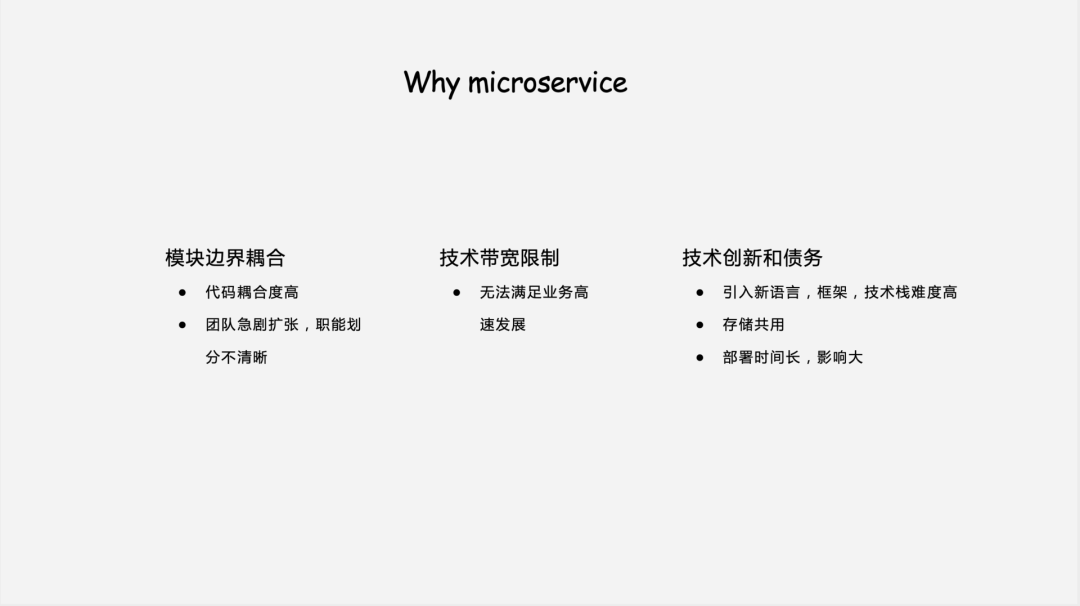 Why microservice
模块边界耦合
● 代码耦合度高
● 团队急剧扩张，职能划
分不清晰
技术带宽限制
● 无法满足业务高
速发展
技术创新和债务
● 引入新语言，框架，技术栈难度高
● 存储共用
● 部署时间长，影响大